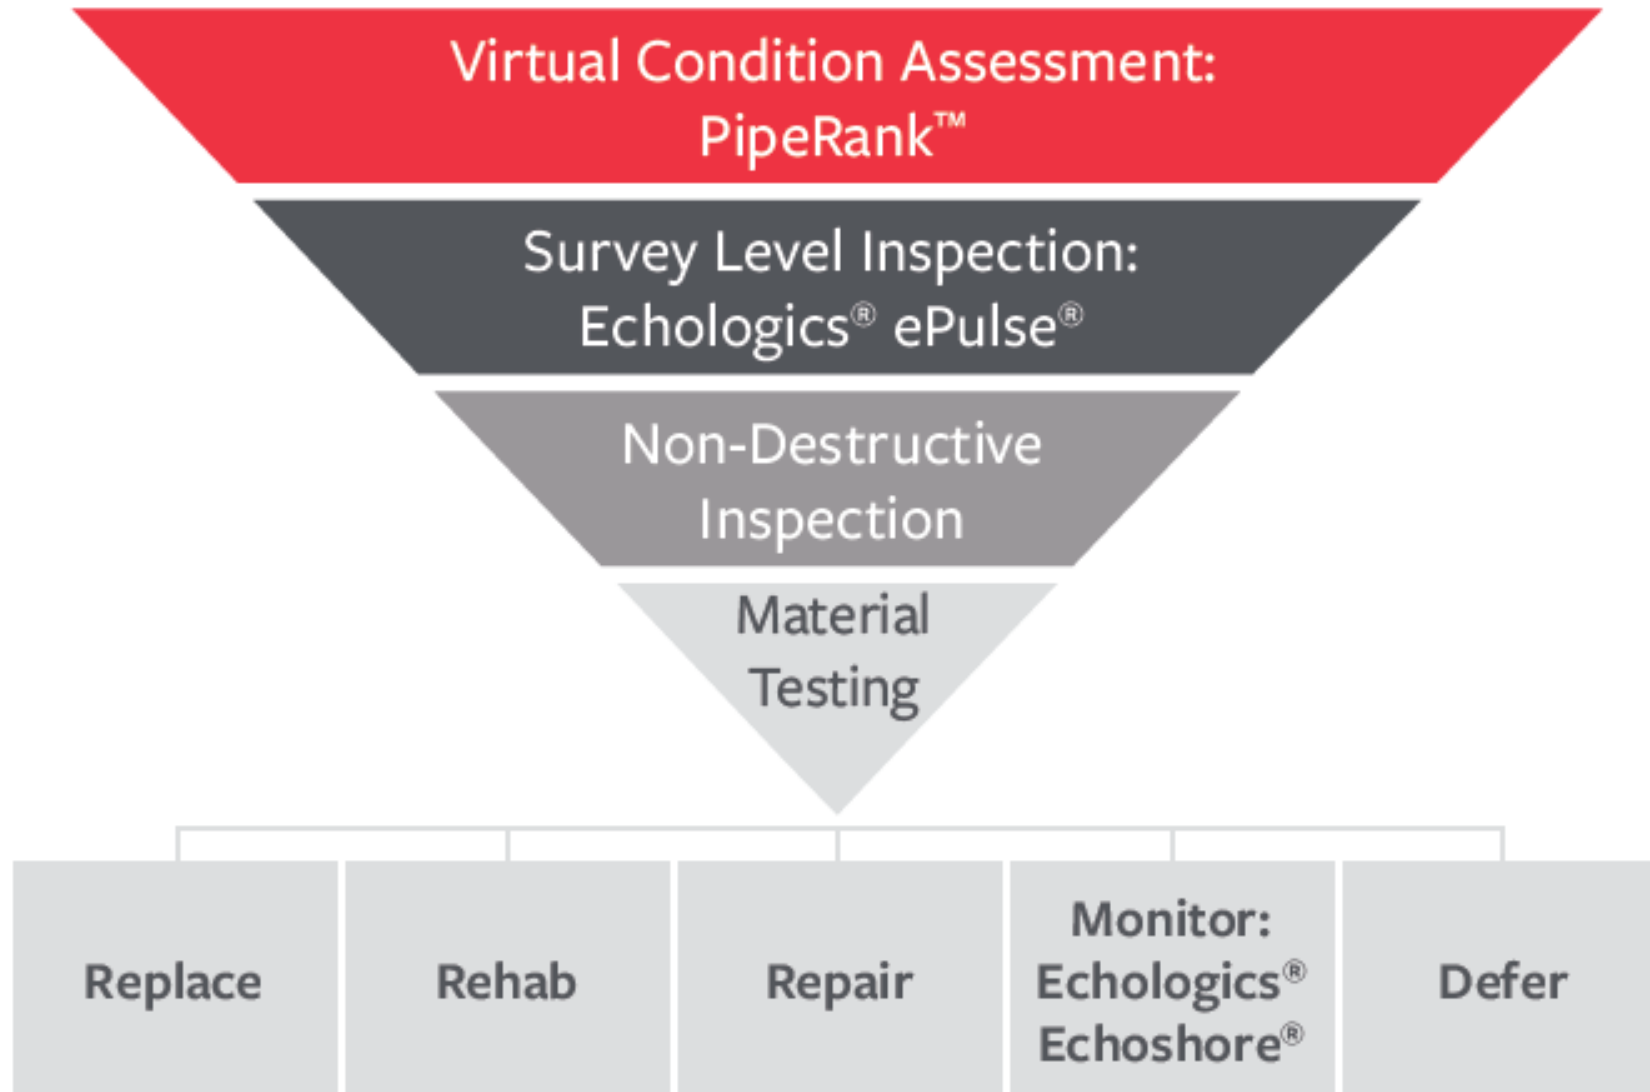 Virtual Condition Assessment:
PipeRank™
Survey Level Inspection:
Echologics® ePulse®
Non-Destructive
Inspection
Material
Testing
Replace
Rehab
Repair
Monitor:
Echologics®
Echoshore®
Defer